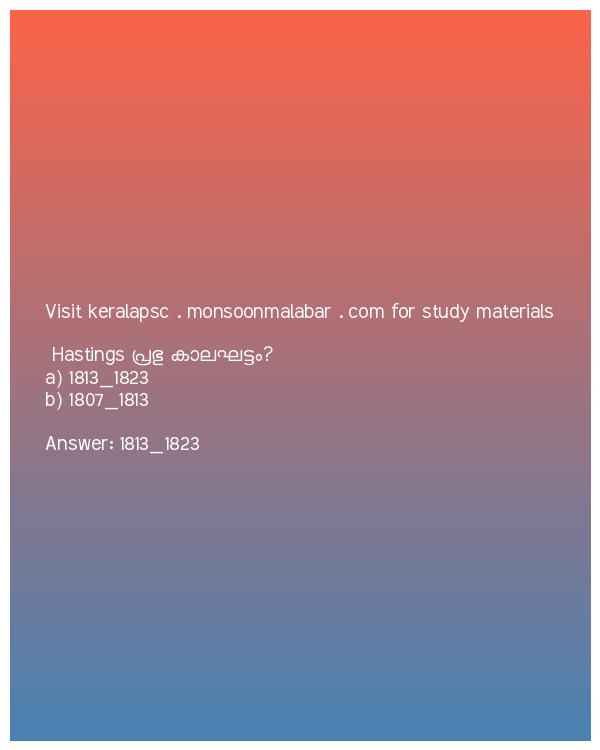 Visit keralapsc . monsoonmalabar . com for study materials
Hastings പ്രഭു കാലഘട്ടം?
a) 1813_1823
b) 1807_1813
Answer: 1813_1823